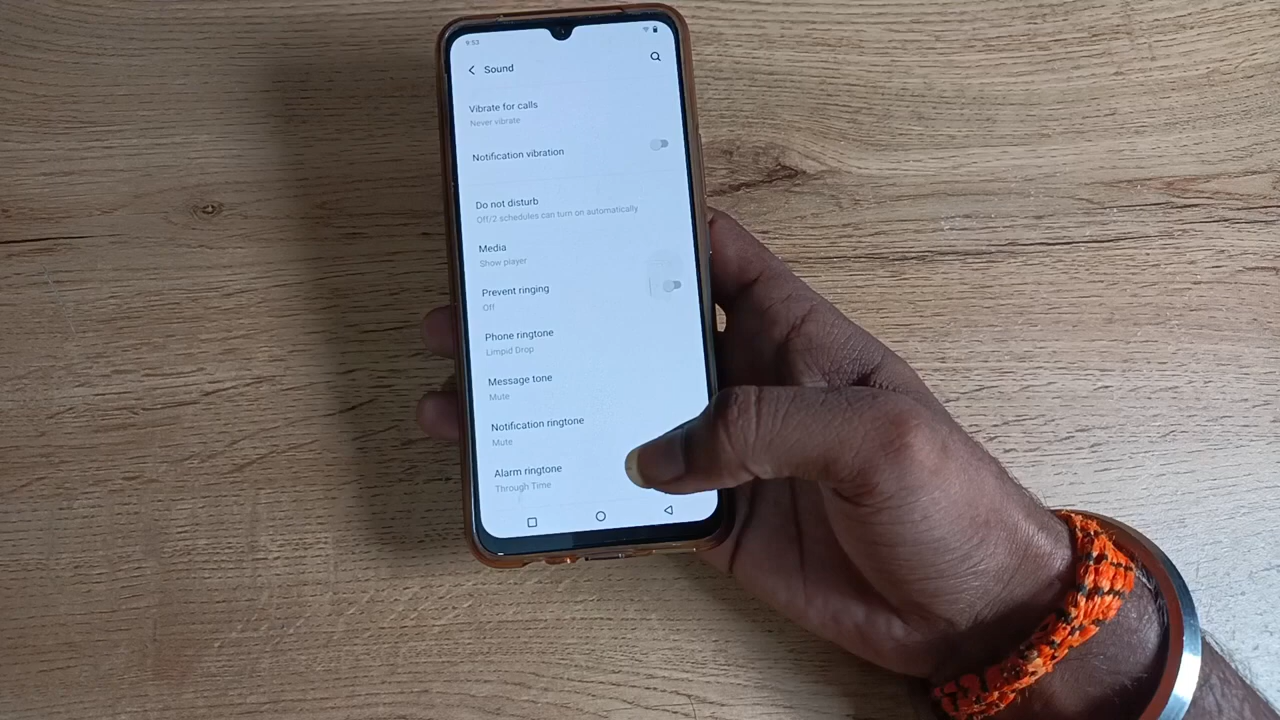 9:53
Sound
Vibrate for calls
Never vibrate
Notification vibration
Do not disturb
Off/2 schedules can turn on automatically
Media
Show player
Prevent ringing
Off
Phone ringtone
Limpid Drop
Message tone
Mute
Notification ringtone
Mute
Alarm ringtone
Through Time